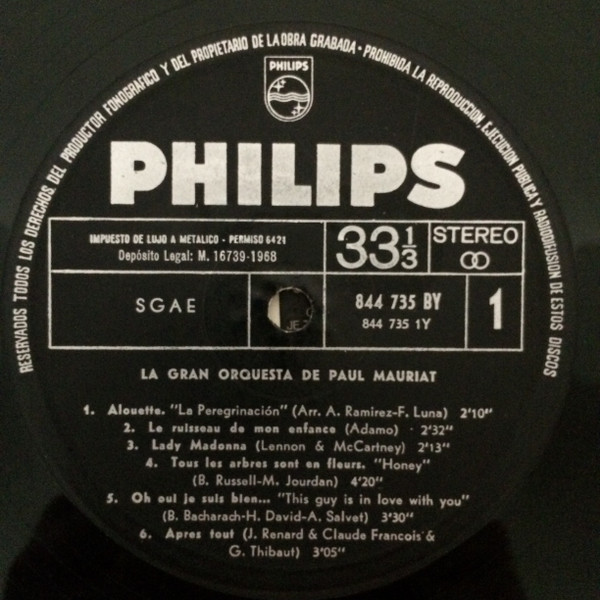 RESERVADOS TODOS LOS DERECHOS DEL PRODUCTOR FONOGRAFICO Y DEL PROPIETARIO DE LA OBRA GRABADA · PROHIBIDA LA REPRODUCCION, EJECUCION PUBLICA Y RADIODIFUSION DE ESTOS DISCOS
PHILIPS
PHILIPS
IMPUESTO DE LUJO A METALICO - PERMISO 6421
Depósito Legal: M. 16739-1968
33 1/3
STEREO
SGAE
844 735 BY
844 735 1Y
1
LA GRAN ORQUESTA DE PAUL MAURIAT
1. Alouette. "La Peregrinación" (Arr. A. Ramirez-F. Luna) 2'10"
2. Le ruisseau de mon enfance (Adamo) · 2'32"
3. Lady Madonna (Lennon & McCartney) 2'13"
4. Tous les arbres sont en fleurs. "Honey"
(B. Russell-M. Jourdan) 4'20"
5. Oh oui je suis bien... "This guy is in love with you"
(B. Bacharach-H. David-A. Salvet) 3'30"
6. Apres tout (J. Renard & Claude Francois &
G. Thibaut) 3'05"